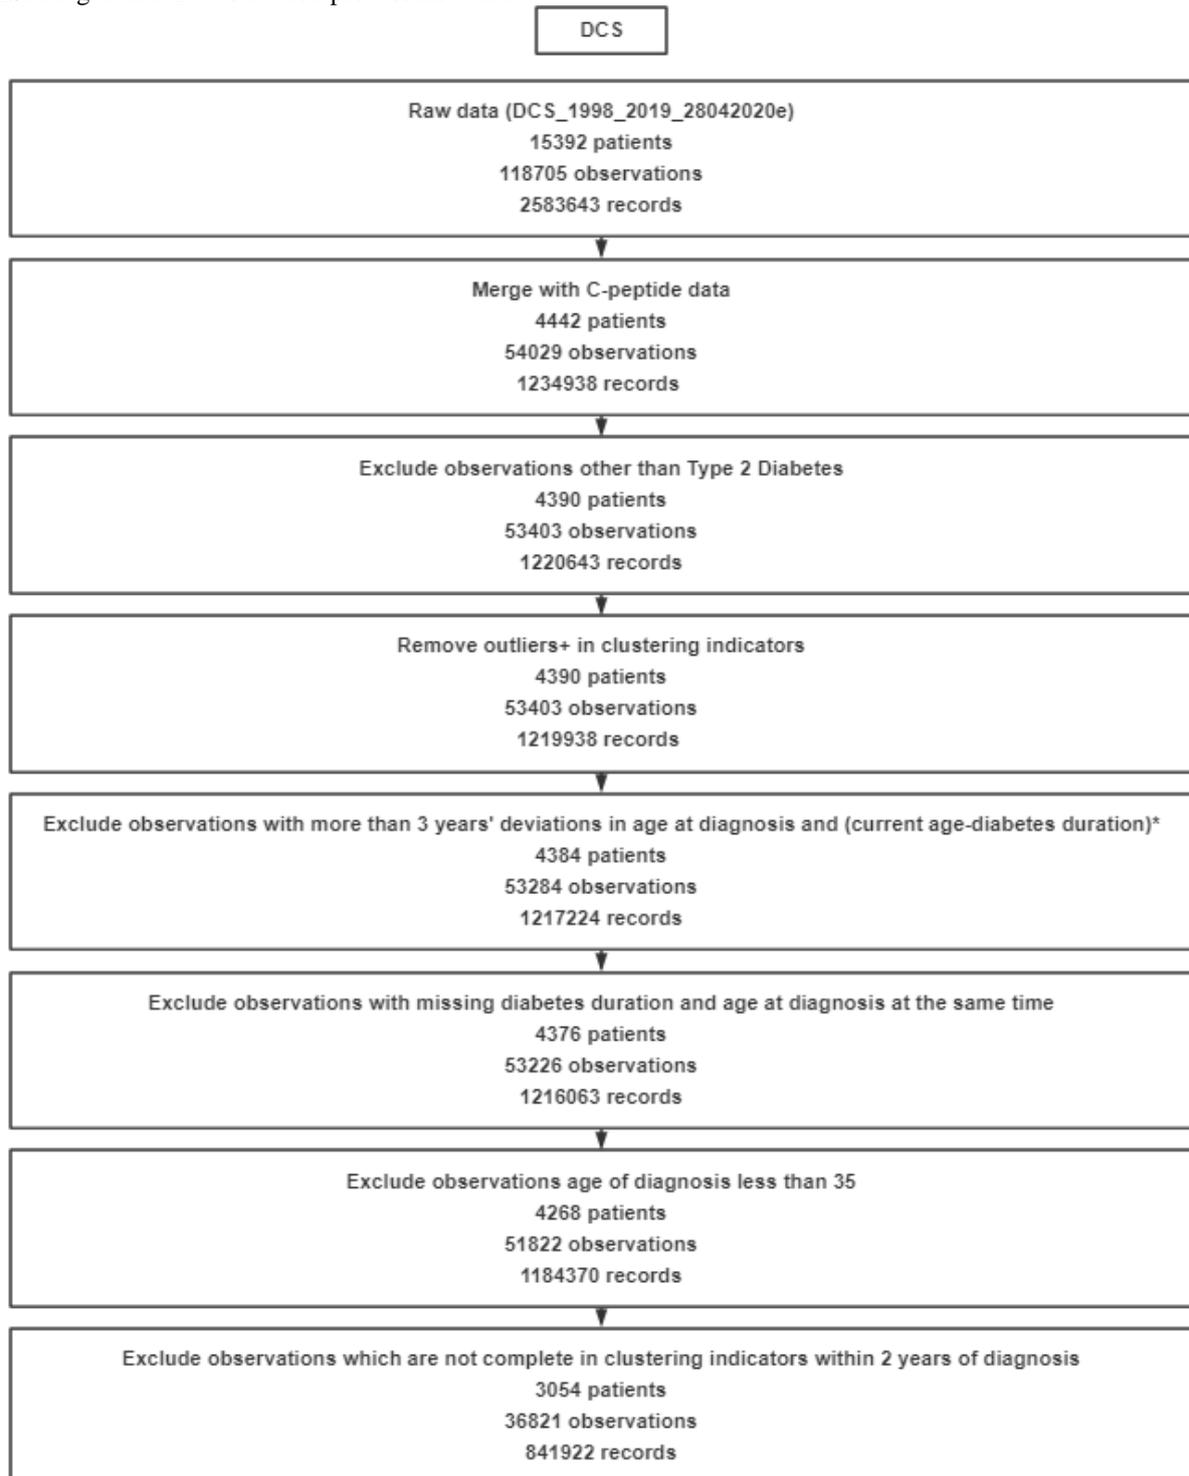 DCS
Raw data (DCS_1998_2019_28042020e)
15392 patients
118705 observations
2583643 records
Merge with C-peptide data
4442 patients
54029 observations
1234938 records
Exclude observations other than Type 2 Diabetes
4390 patients
53403 observations
1220643 records
Remove outliers+ in clustering indicators
4390 patients
53403 observations
1219938 records
Exclude observations with more than 3 years' deviations in age at diagnosis and (current age-diabetes duration)*
4384 patients
53284 observations
1217224 records
Exclude observations with missing diabetes duration and age at diagnosis at the same time
4376 patients
53226 observations
1216063 records
Exclude observations age of diagnosis less than 35
4268 patients
51822 observations
1184370 records
Exclude observations which are not complete in clustering indicators within 2 years of diagnosis
3054 patients
36821 observations
841922 records